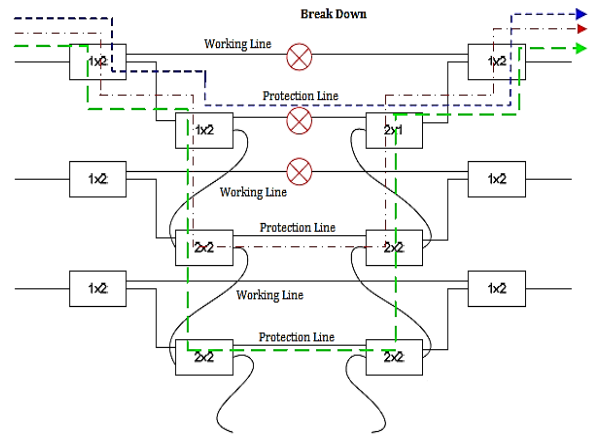 Break Down
Working Line
1x2
1x2
Protection Line
1x2
2x1
1x2
1x2
Working Line
Protection Line
2x2
2x2
1x2
1x2
Working Line
Protection Line
2x2
2x2